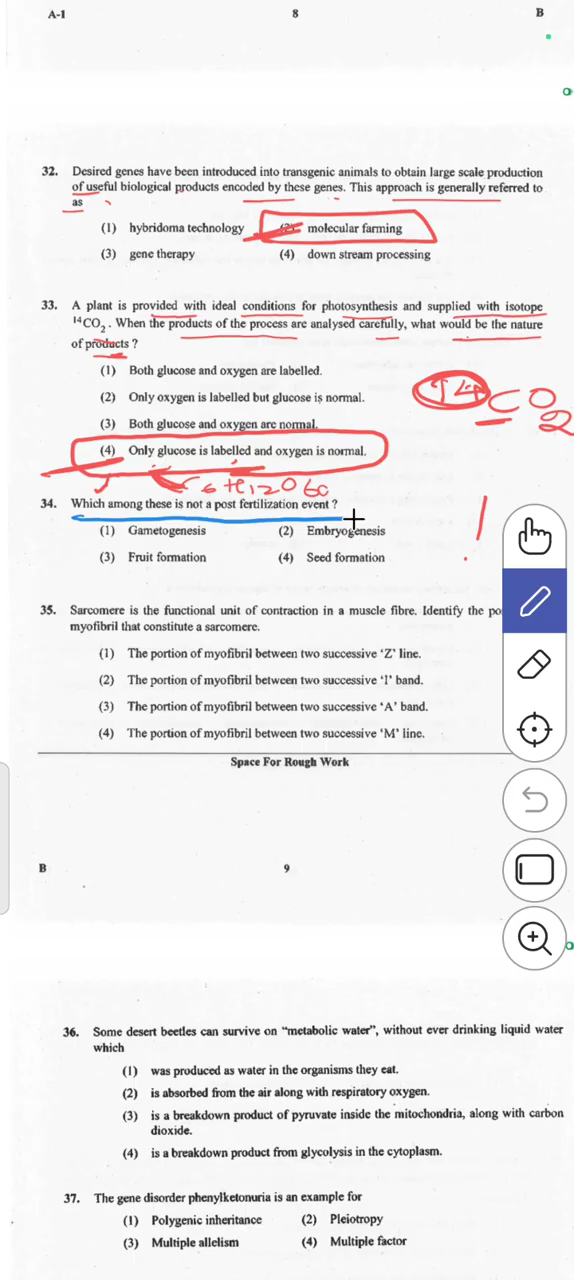 A-1 8 B
32. Desired genes have been introduced into transgenic animals to obtain large scale production
of useful biological products encoded by these genes. This approach is generally referred to
as
(1) hybridoma technology (2) molecular farming
(3) gene therapy (4) down stream processing
33. A plant is provided with ideal conditions for photosynthesis and supplied with isotope
¹⁴CO₂. When the products of the process are analysed carefully, what would be the nature
of products ?
(1) Both glucose and oxygen are labelled.
(2) Only oxygen is labelled but glucose is normal.
CO2
(3) Both glucose and oxygen are normal.
(4) Only glucose is labelled and oxygen is normal.
34. Which among these is not a post fertilization event ?
(1) Gametogenesis (2) Embryogenesis
(3) Fruit formation (4) Seed formation
35. Sarcomere is the functional unit of contraction in a muscle fibre. Identify the po
myofibril that constitute a sarcomere.
(1) The portion of myofibril between two successive ‘Z’ line.
(2) The portion of myofibril between two successive ‘I’ band.
(3) The portion of myofibril between two successive ‘A’ band.
(4) The portion of myofibril between two successive ‘M’ line.
Space For Rough Work
B 9
36. Some desert beetles can survive on “metabolic water”, without ever drinking liquid water
which
(1) was produced as water in the organisms they eat.
(2) is absorbed from the air along with respiratory oxygen.
(3) is a breakdown product of pyruvate inside the mitochondria, along with carbon
dioxide.
(4) is a breakdown product from glycolysis in the cytoplasm.
37. The gene disorder phenylketonuria is an example for
(1) Polygenic inheritance (2) Pleiotropy
(3) Multiple allelism (4) Multiple factor